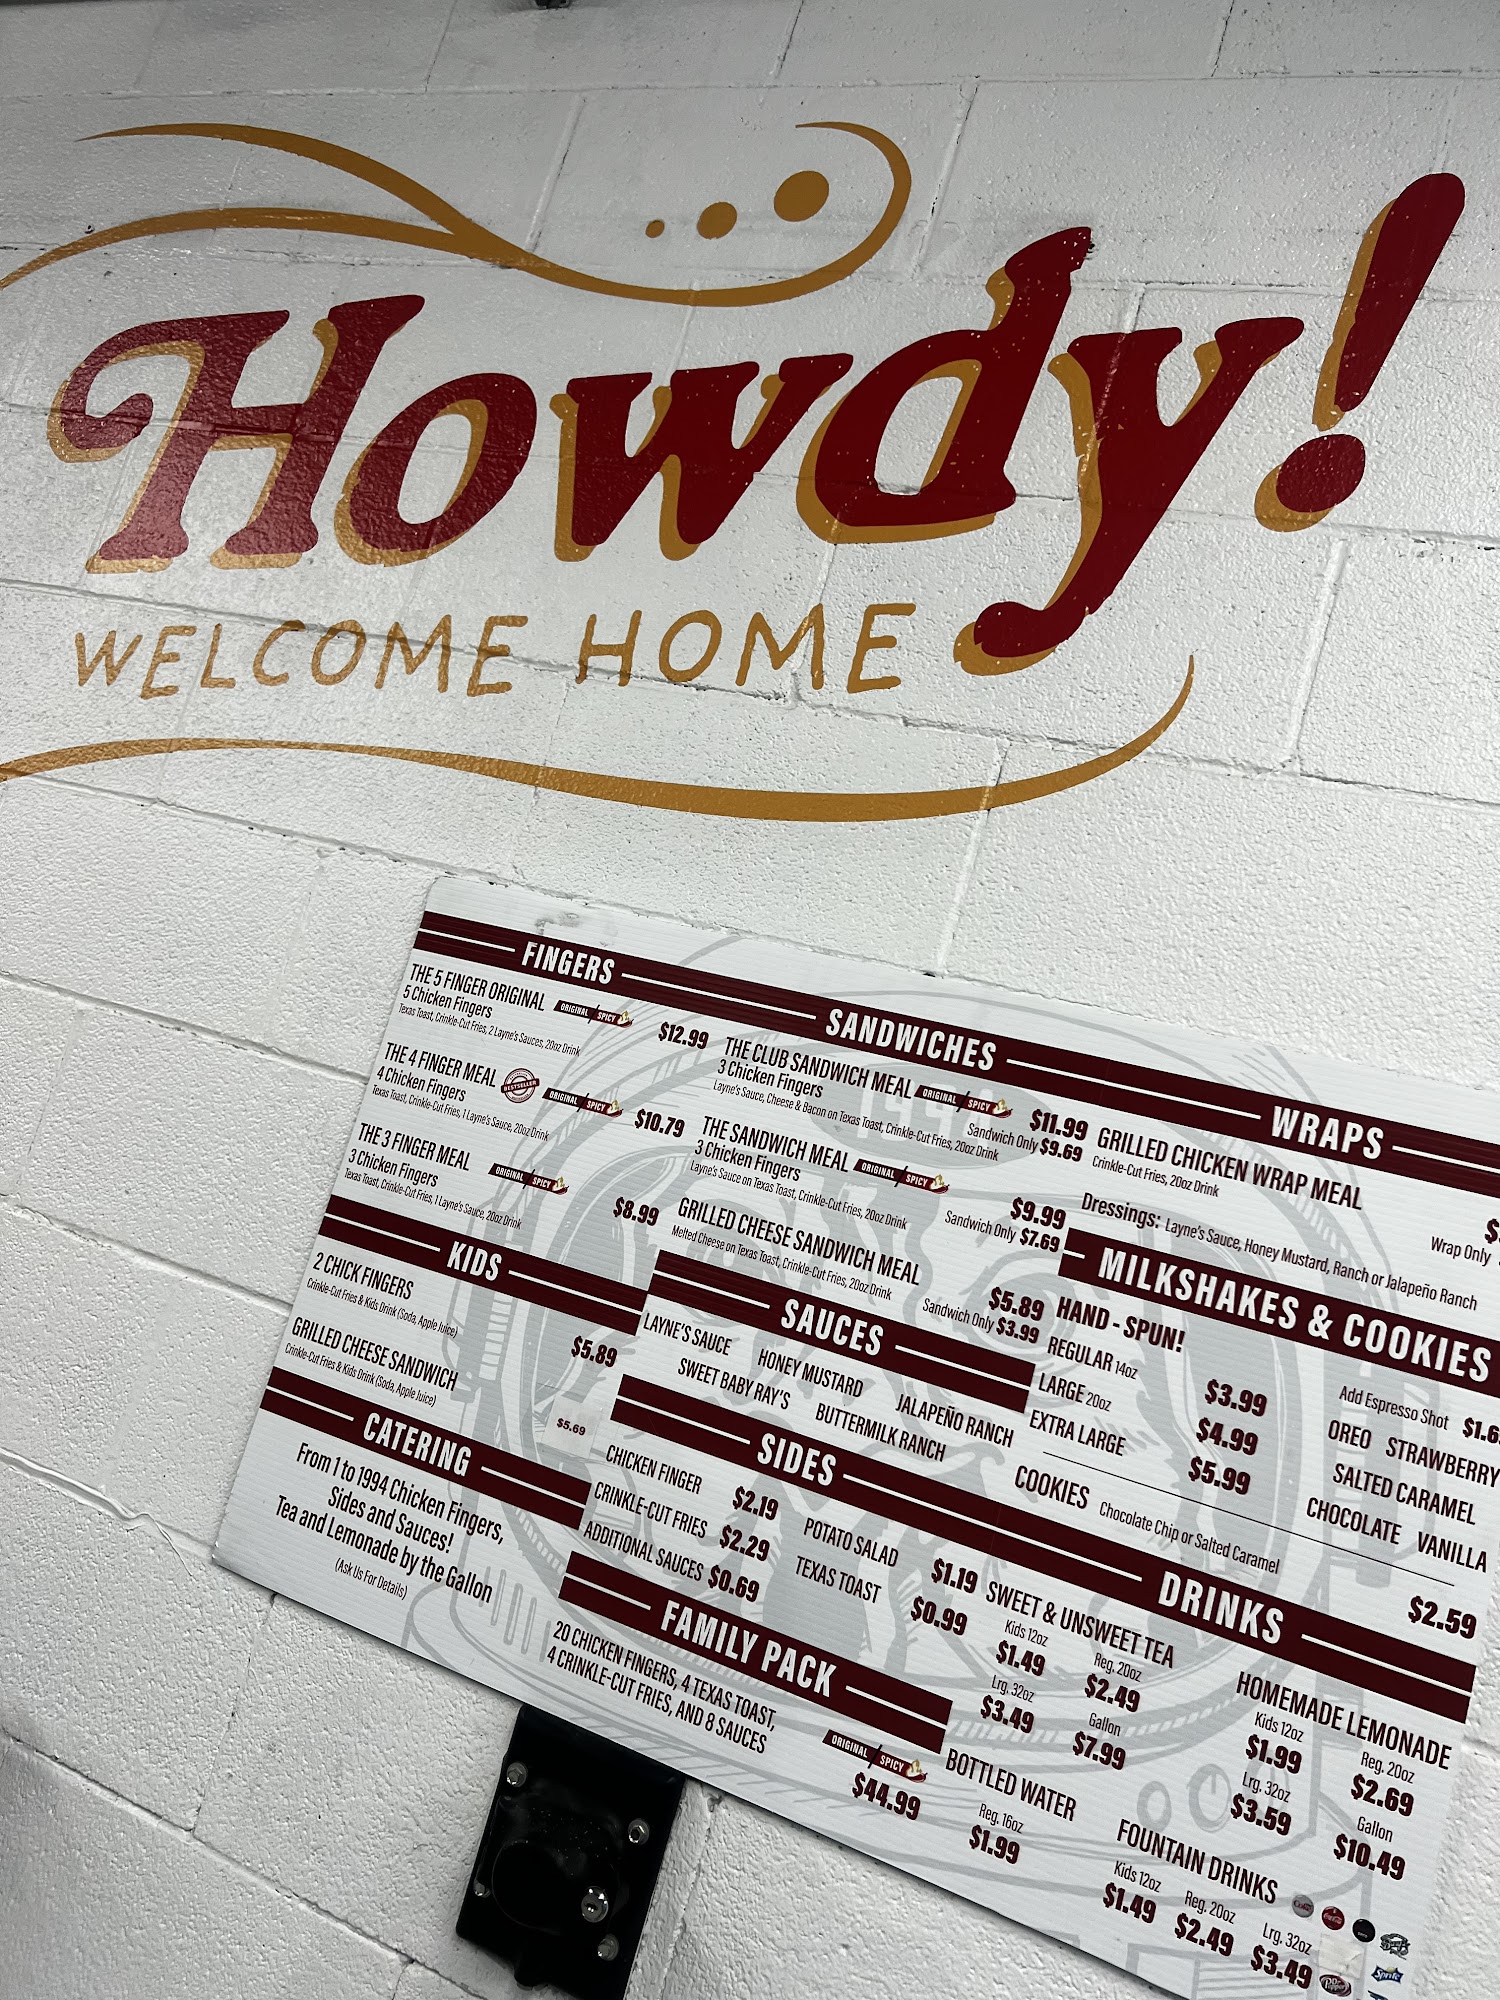 Howdy!
WELCOME HOME
FINGERS
THE 5 FINGER ORIGINAL ORIGINAL / SPICY
5 Chicken Fingers
Texas Toast, Crinkle-Cut Fries, 2 Layne's Sauces, 20oz Drink
$12.99
THE 4 FINGER MEAL BESTSELLER ORIGINAL / SPICY
4 Chicken Fingers
Texas Toast, Crinkle-Cut Fries, 1 Layne's Sauce, 20oz Drink
$10.79
THE 3 FINGER MEAL ORIGINAL / SPICY
3 Chicken Fingers
Texas Toast, Crinkle-Cut Fries, 1 Layne's Sauce, 20oz Drink
$8.99
KIDS
2 CHICK FINGERS
Crinkle-Cut Fries & Kids Drink (Soda, Apple Juice)
$5.89
GRILLED CHEESE SANDWICH
Crinkle-Cut Fries & Kids Drink (Soda, Apple Juice)
$5.69
CATERING
From 1 to 1994 Chicken Fingers,
Sides and Sauces!
Tea and Lemonade by the Gallon
(Ask Us For Details)
SANDWICHES
THE CLUB SANDWICH MEAL ORIGINAL / SPICY
3 Chicken Fingers
$11.99
Layne's Sauce, Cheese & Bacon on Texas Toast, Crinkle-Cut Fries, 20oz Drink
Sandwich Only $9.69
THE SANDWICH MEAL ORIGINAL / SPICY
3 Chicken Fingers
Layne's Sauce on Texas Toast, Crinkle-Cut Fries, 20oz Drink
$9.99
Sandwich Only $7.69
GRILLED CHEESE SANDWICH MEAL
Melted Cheese on Texas Toast, Crinkle-Cut Fries, 20oz Drink
$5.89
Sandwich Only $3.99
SAUCES
LAYNE'S SAUCE HONEY MUSTARD JALAPEÑO RANCH
SWEET BABY RAY'S BUTTERMILK RANCH
SIDES
CHICKEN FINGER $2.19
CRINKLE-CUT FRIES $2.29
ADDITIONAL SAUCES $0.69
POTATO SALAD $1.19
TEXAS TOAST $0.99
FAMILY PACK
20 CHICKEN FINGERS, 4 TEXAS TOAST,
4 CRINKLE-CUT FRIES, AND 8 SAUCES
ORIGINAL / SPICY
$44.99
WRAPS
GRILLED CHICKEN WRAP MEAL
Crinkle-Cut Fries, 20oz Drink
Wrap Only
Dressings: Layne's Sauce, Honey Mustard, Ranch or Jalapeño Ranch
MILKSHAKES & COOKIES
HAND - SPUN!
REGULAR 14oz $3.99
LARGE 20oz $4.99
EXTRA LARGE $5.99
Add Espresso Shot
OREO STRAWBERRY
SALTED CARAMEL
CHOCOLATE VANILLA
COOKIES Chocolate Chip or Salted Caramel $2.59
DRINKS
SWEET & UNSWEET TEA
Kids 12oz Reg. 20oz
$1.49 $2.49
Lrg. 32oz Gallon
$3.49 $7.99
HOMEMADE LEMONADE
Kids 12oz Reg. 20oz
$1.99 $2.69
Lrg. 32oz Gallon
$3.59 $10.49
BOTTLED WATER
Reg. 16oz
$1.99
FOUNTAIN DRINKS
Kids 12oz Reg. 20oz Lrg. 32oz
$1.49 $2.49 $3.49
Dr Pepper
Sprite